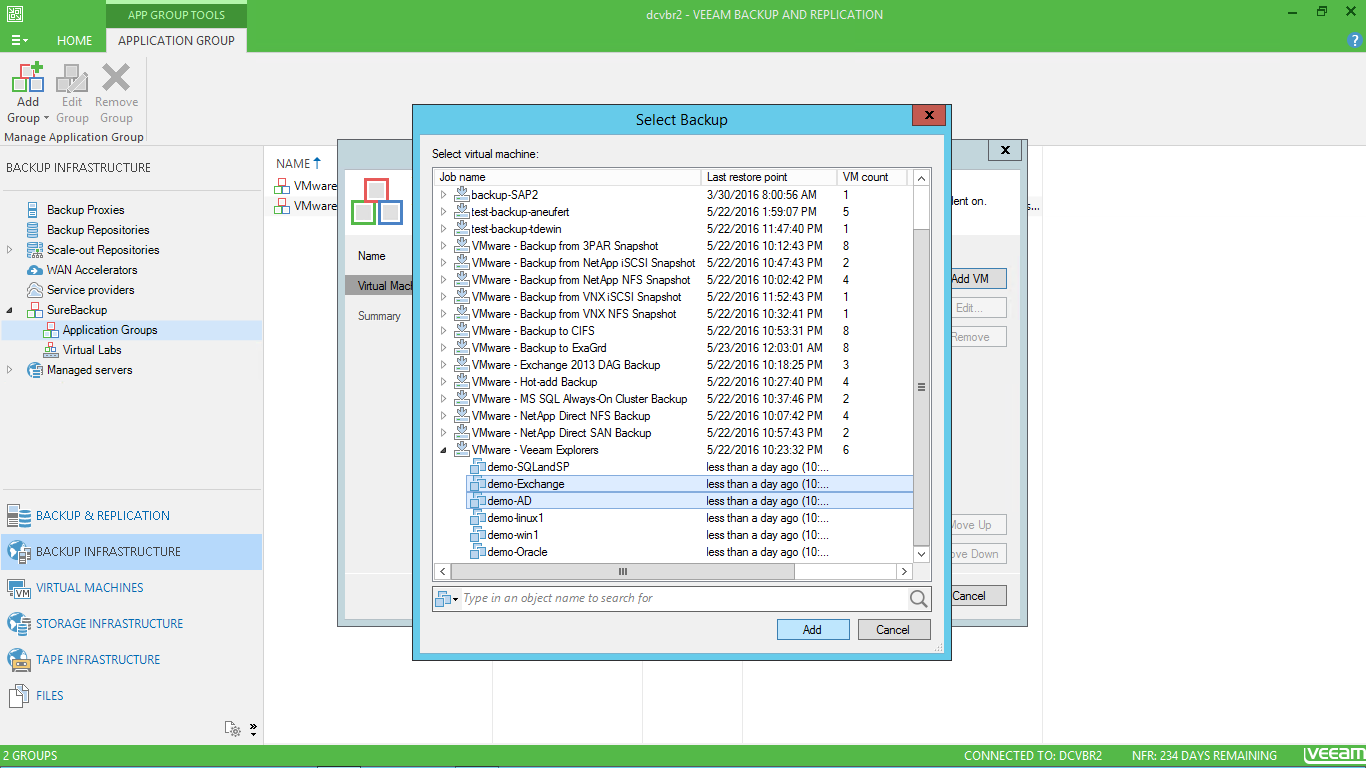 APP GROUP TOOLS
dcvbr2 - VEEAM BACKUP AND REPLICATION
HOME
APPLICATION GROUP
Add Group
Edit Group
Remove Group
Manage Application Group
BACKUP INFRASTRUCTURE
Backup Proxies
Backup Repositories
Scale-out Repositories
WAN Accelerators
Service providers
SureBackup
Application Groups
Virtual Labs
Managed servers
BACKUP & REPLICATION
BACKUP INFRASTRUCTURE
VIRTUAL MACHINES
STORAGE INFRASTRUCTURE
TAPE INFRASTRUCTURE
FILES
NAME
VMware
VMware
Name
Virtual Mac
Summary
Select Backup
Select virtual machine:
Job name Last restore point VM count
backup-SAP2 3/30/2016 8:00:56 AM 1
test-backup-aneufert 5/22/2016 1:59:07 PM 5
test-backup-tdewin 5/22/2016 11:47:40 PM 1
VMware - Backup from 3PAR Snapshot 5/22/2016 10:12:43 PM 8
VMware - Backup from NetApp iSCSI Snapshot 5/22/2016 10:47:43 PM 2
VMware - Backup from NetApp NFS Snapshot 5/22/2016 10:02:42 PM 4
VMware - Backup from VNX iSCSI Snapshot 5/22/2016 11:52:43 PM 1
VMware - Backup from VNX NFS Snapshot 5/22/2016 10:32:41 PM 1
VMware - Backup to CIFS 5/22/2016 10:53:31 PM 8
VMware - Backup to ExaGrd 5/23/2016 12:03:01 AM 8
VMware - Exchange 2013 DAG Backup 5/22/2016 10:18:25 PM 3
VMware - Hot-add Backup 5/22/2016 10:27:40 PM 4
VMware - MS SQL Always-On Cluster Backup 5/22/2016 10:37:46 PM 2
VMware - NetApp Direct NFS Backup 5/22/2016 10:07:42 PM 4
VMware - NetApp Direct SAN Backup 5/22/2016 10:57:43 PM 2
VMware - Veeam Explorers 5/22/2016 10:23:32 PM 6
demo-SQLandSP less than a day ago (10:...
demo-Exchange less than a day ago (10:...
demo-AD less than a day ago (10:...
demo-linux1 less than a day ago (10:...
demo-win1 less than a day ago (10:...
demo-Oracle less than a day ago (10:...
Type in an object name to search for
Add
Cancel
dent on.
s...
Add VM
Edit...
Remove
Move Up
ove Down
Cancel
2 GROUPS
CONNECTED TO: DCVBR2
NFR: 234 DAYS REMAINING
veeam